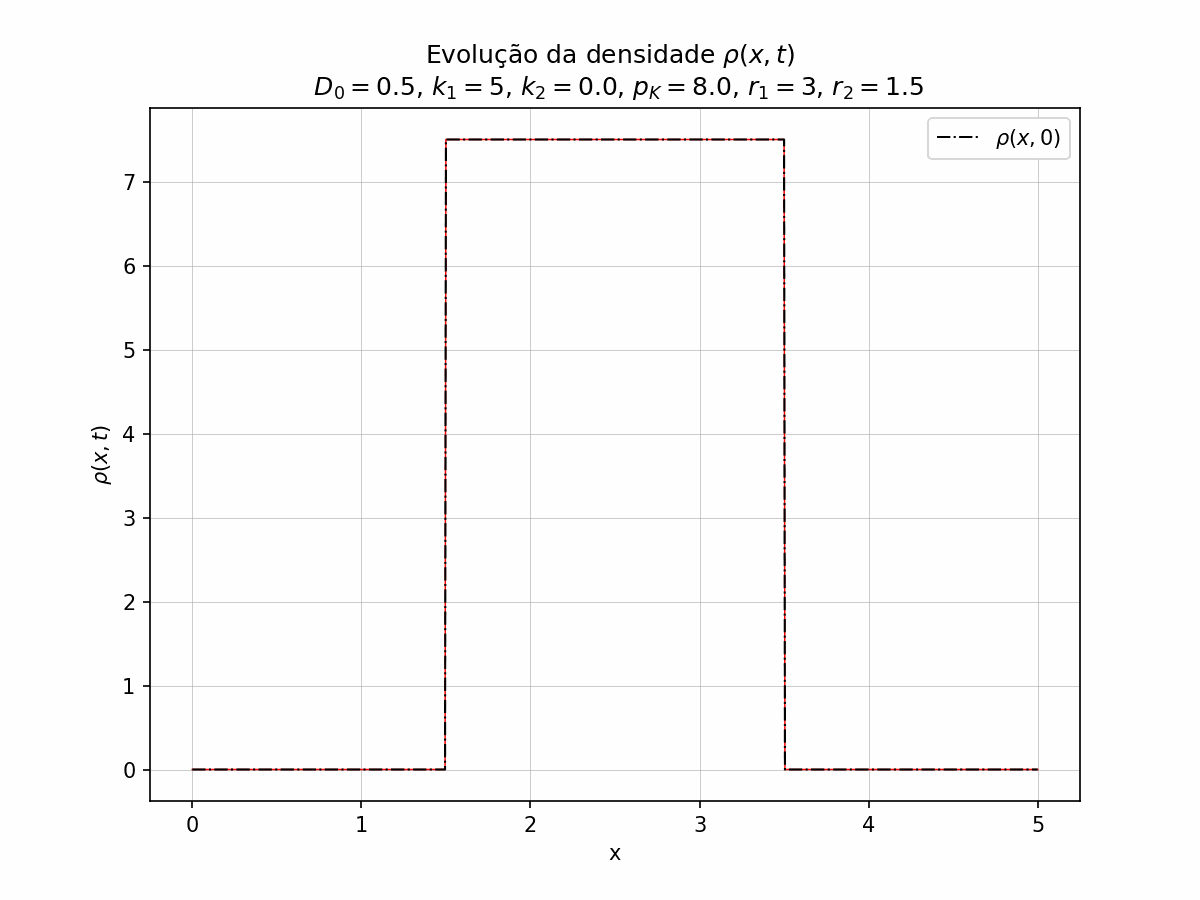 Evolução da densidade ρ(x, t)
D₀ = 0.5, k₁ = 5, k₂ = 0.0, p_K = 8.0, r₁ = 3, r₂ = 1.5
ρ(x, 0)
7
6
5
4
3
2
1
0
ρ(x, t)
0 1 2 3 4 5
x